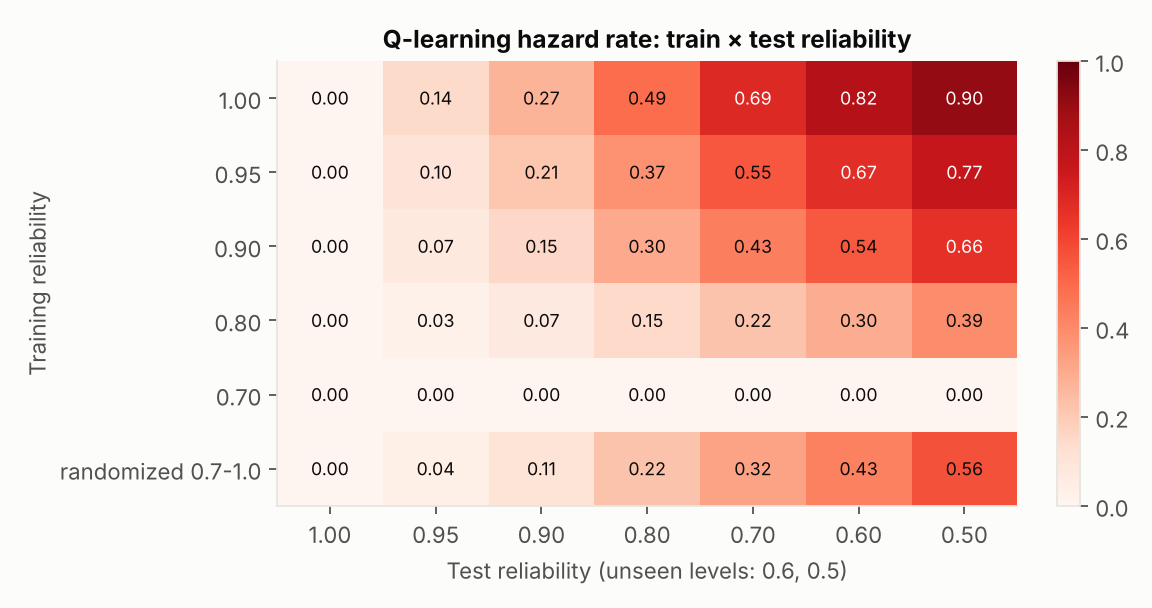 Q-learning hazard rate: train × test reliability
1.00 0.00 0.14 0.27 0.49 0.69 0.82 0.90
0.95 0.00 0.10 0.21 0.37 0.55 0.67 0.77
0.90 0.00 0.07 0.15 0.30 0.43 0.54 0.66
0.80 0.00 0.03 0.07 0.15 0.22 0.30 0.39
0.70 0.00 0.00 0.00 0.00 0.00 0.00 0.00
randomized 0.7-1.0 0.00 0.04 0.11 0.22 0.32 0.43 0.56
1.00 0.95 0.90 0.80 0.70 0.60 0.50
Test reliability (unseen levels: 0.6, 0.5)
Training reliability
1.0
0.8
0.6
0.4
0.2
0.0